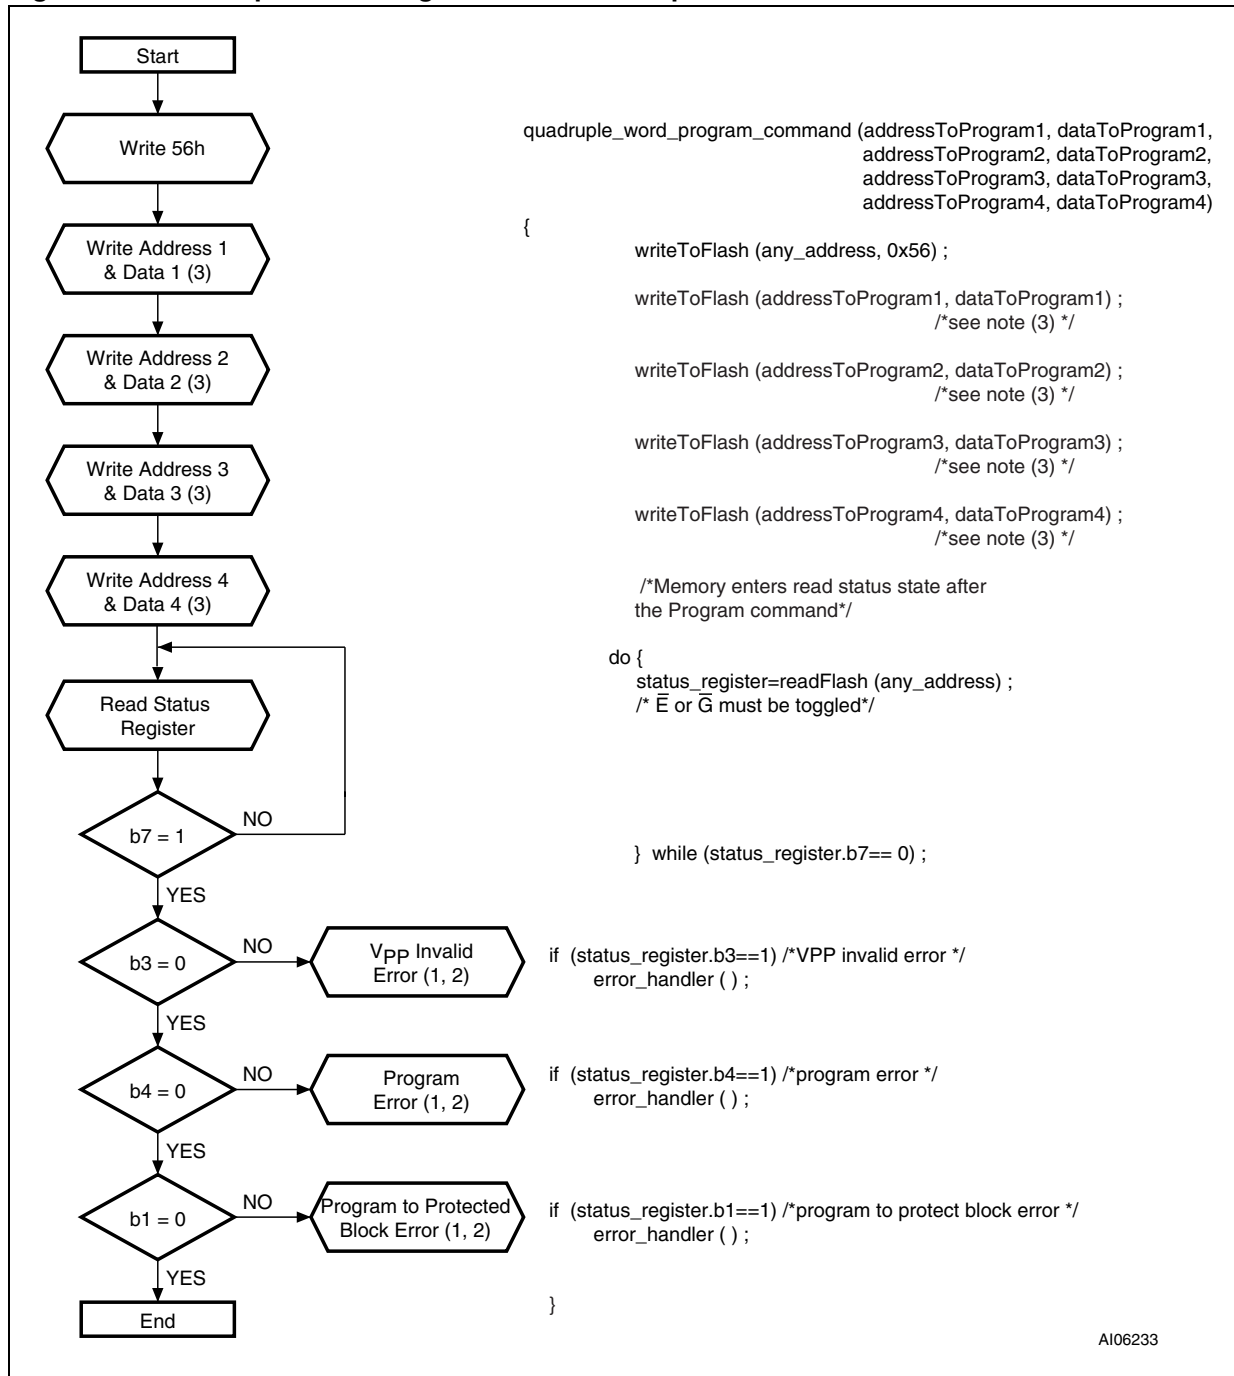 Start
Write 56h
Write Address 1
& Data 1 (3)
Write Address 2
& Data 2 (3)
Write Address 3
& Data 3 (3)
Write Address 4
& Data 4 (3)
Read Status
Register
NO
b7 = 1
YES
NO
b3 = 0
VPP Invalid
Error (1, 2)
YES
NO
b4 = 0
Program
Error (1, 2)
YES
NO
b1 = 0
Program to Protected
Block Error (1, 2)
YES
End
quadruple_word_program_command (addressToProgram1, dataToProgram1,
addressToProgram2, dataToProgram2,
addressToProgram3, dataToProgram3,
addressToProgram4, dataToProgram4)
{
writeToFlash (any_address, 0x56) ;
writeToFlash (addressToProgram1, dataToProgram1) ;
/*see note (3) */
writeToFlash (addressToProgram2, dataToProgram2) ;
/*see note (3) */
writeToFlash (addressToProgram3, dataToProgram3) ;
/*see note (3) */
writeToFlash (addressToProgram4, dataToProgram4) ;
/*see note (3) */
/*Memory enters read status state after
the Program command*/
do {
status_register=readFlash (any_address) ;
/* E̅ or G̅ must be toggled*/
} while (status_register.b7== 0) ;
if (status_register.b3==1) /*VPP invalid error */
error_handler ( ) ;
if (status_register.b4==1) /*program error */
error_handler ( ) ;
if (status_register.b1==1) /*program to protect block error */
error_handler ( ) ;
}
AI06233